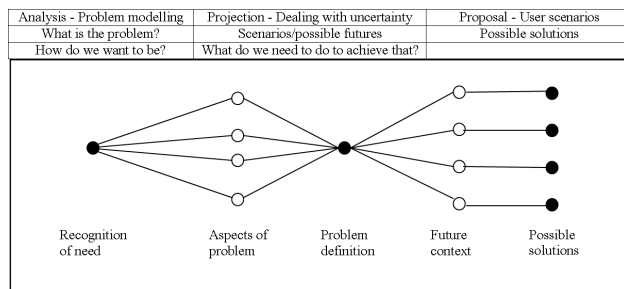 Analysis - Problem modelling
Projection - Dealing with uncertainty
Proposal - User scenarios
What is the problem?
Scenarios/possible futures
Possible solutions
How do we want to be?
What do we need to do to achieve that?
Recognition
of need
Aspects of
problem
Problem
definition
Future
context
Possible
solutions